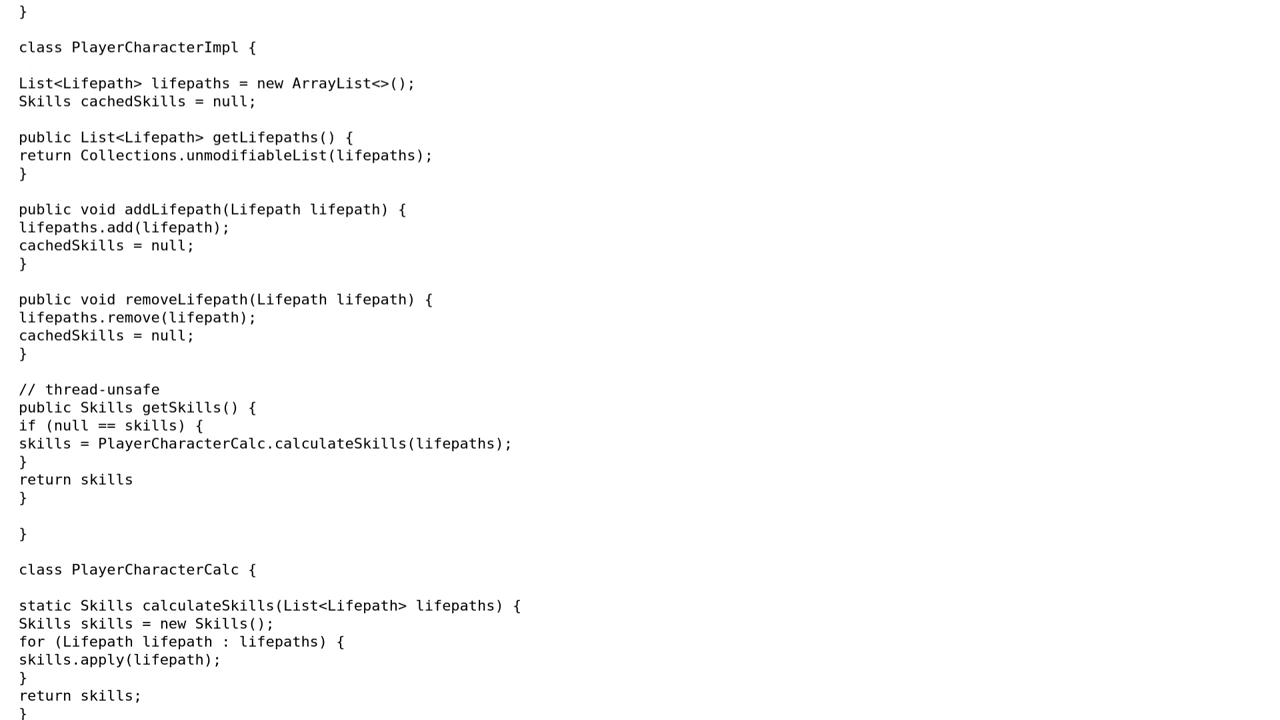 }
class PlayerCharacterImpl {
List<Lifepath> lifepaths = new ArrayList<>();
Skills cachedSkills = null;
public List<Lifepath> getLifepaths() {
return Collections.unmodifiableList(lifepaths);
}
public void addLifepath(Lifepath lifepath) {
lifepaths.add(lifepath);
cachedSkills = null;
}
public void removeLifepath(Lifepath lifepath) {
lifepaths.remove(lifepath);
cachedSkills = null;
}
// thread-unsafe
public Skills getSkills() {
if (null == skills) {
skills = PlayerCharacterCalc.calculateSkills(lifepaths);
}
return skills
}
}
class PlayerCharacterCalc {
static Skills calculateSkills(List<Lifepath> lifepaths) {
Skills skills = new Skills();
for (Lifepath lifepath : lifepaths) {
skills.apply(lifepath);
}
return skills;
}